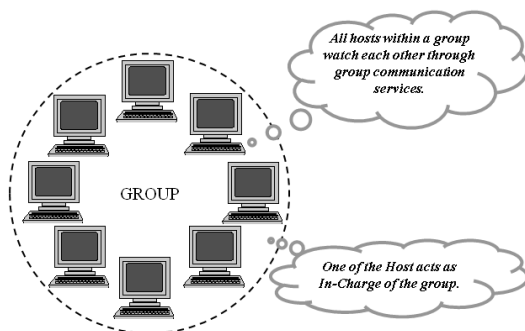 All hosts within a group
watch each other through
group communication
services.
GROUP
One of the Host acts as
In-Charge of the group.